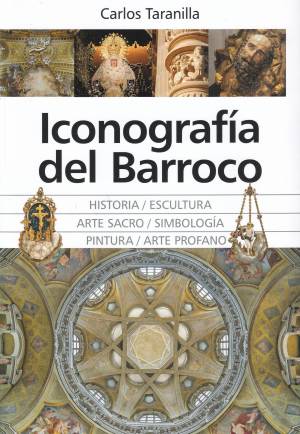 Carlos Taranilla
Iconografía
del Barroco
HISTORIA / ESCULTURA
ARTE SACRO / SIMBOLOGÍA
PINTURA / ARTE PROFANO